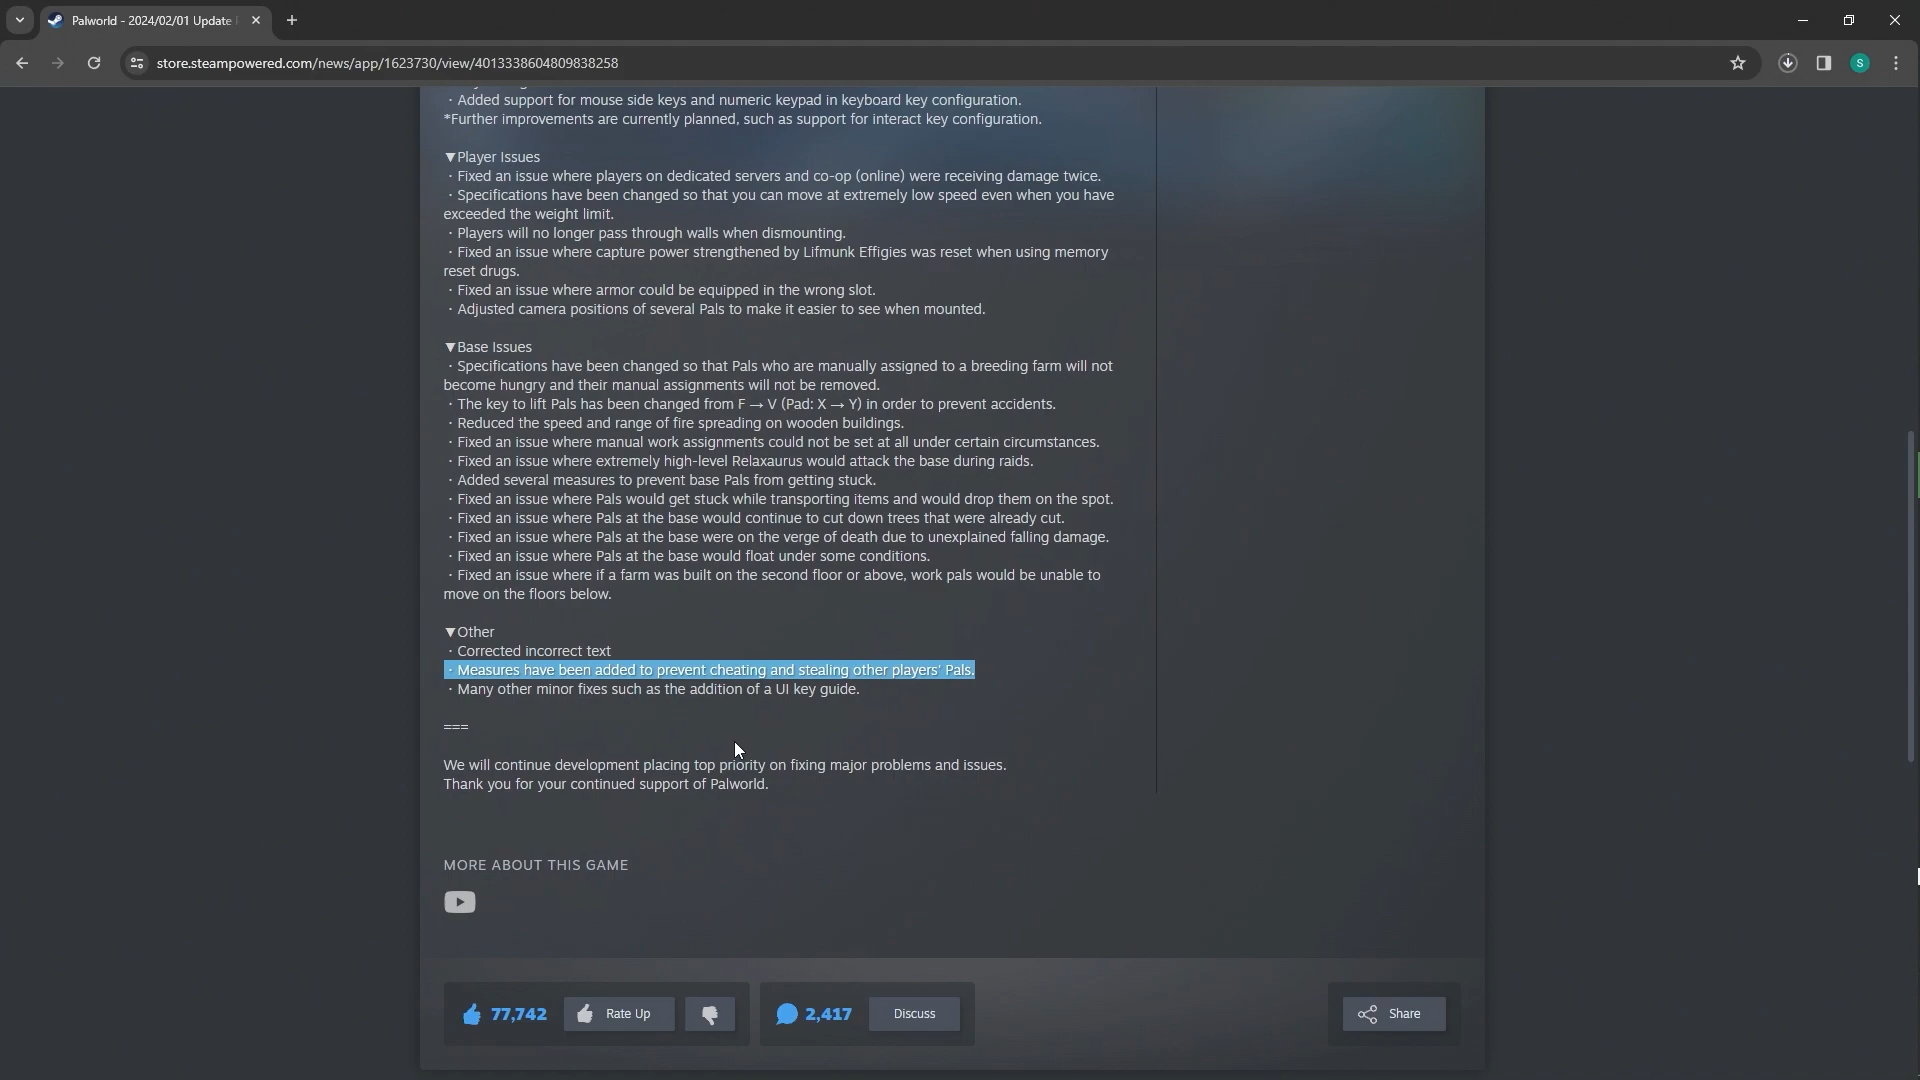 Palworld - 2024/02/01 Update
store.steampowered.com/news/app/1623730/view/4013338604809838258
S
· Added support for mouse side keys and numeric keypad in keyboard key configuration.
*Further improvements are currently planned, such as support for interact key configuration.
▼Player Issues
· Fixed an issue where players on dedicated servers and co-op (online) were receiving damage twice.
· Specifications have been changed so that you can move at extremely low speed even when you have
exceeded the weight limit.
· Players will no longer pass through walls when dismounting.
· Fixed an issue where capture power strengthened by Lifmunk Effigies was reset when using memory
reset drugs.
· Fixed an issue where armor could be equipped in the wrong slot.
· Adjusted camera positions of several Pals to make it easier to see when mounted.
▼Base Issues
· Specifications have been changed so that Pals who are manually assigned to a breeding farm will not
become hungry and their manual assignments will not be removed.
· The key to lift Pals has been changed from F → V (Pad: X → Y) in order to prevent accidents.
· Reduced the speed and range of fire spreading on wooden buildings.
· Fixed an issue where manual work assignments could not be set at all under certain circumstances.
· Fixed an issue where extremely high-level Relaxaurus would attack the base during raids.
· Added several measures to prevent base Pals from getting stuck.
· Fixed an issue where Pals would get stuck while transporting items and would drop them on the spot.
· Fixed an issue where Pals at the base would continue to cut down trees that were already cut.
· Fixed an issue where Pals at the base were on the verge of death due to unexplained falling damage.
· Fixed an issue where Pals at the base would float under some conditions.
· Fixed an issue where if a farm was built on the second floor or above, work pals would be unable to
move on the floors below.
▼Other
· Corrected incorrect text
· Measures have been added to prevent cheating and stealing other players' Pals.
· Many other minor fixes such as the addition of a UI key guide.
===
We will continue development placing top priority on fixing major problems and issues.
Thank you for your continued support of Palworld.
MORE ABOUT THIS GAME
77,742 Rate Up 2,417 Discuss Share